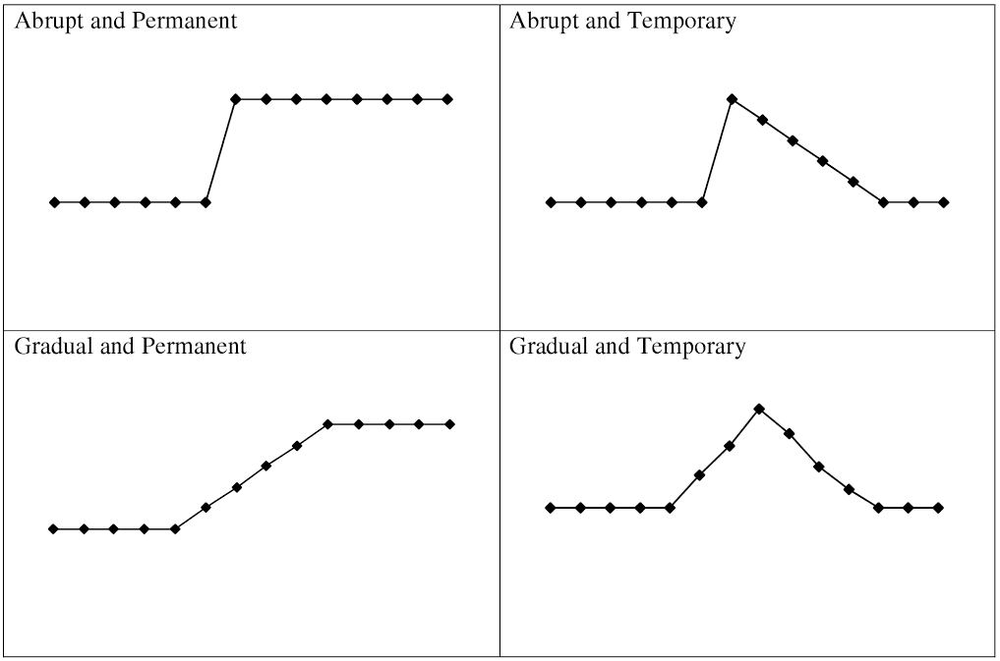 Abrupt and Permanent
Abrupt and Temporary
Gradual and Permanent
Gradual and Temporary